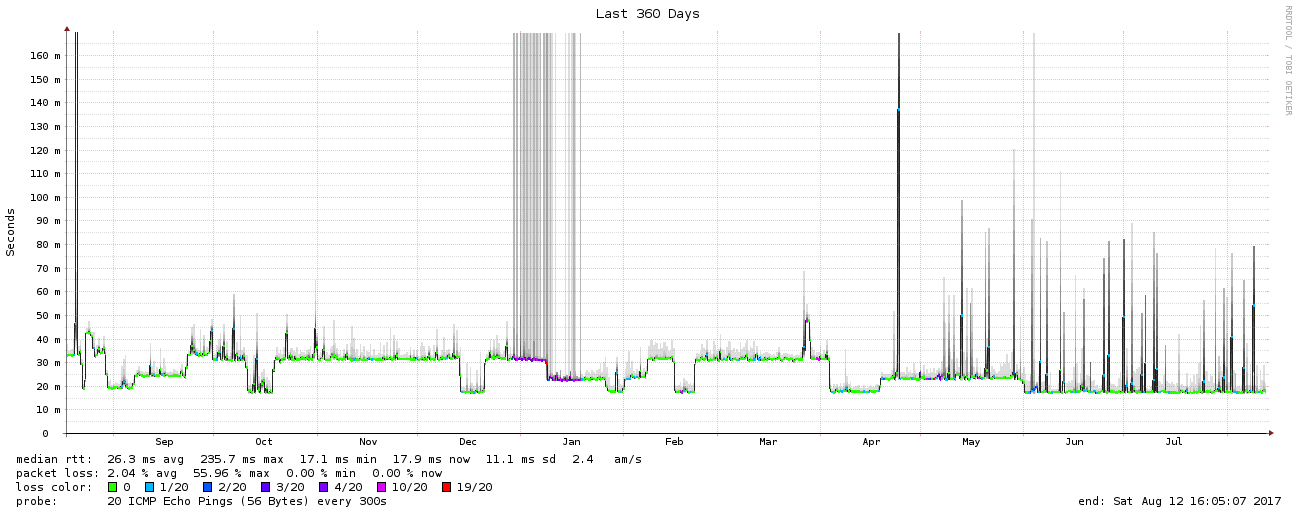 Last 360 Days
RRDTOOL / TOBI OETIKER
Seconds
160 m
150 m
140 m
130 m
120 m
110 m
100 m
90 m
80 m
70 m
60 m
50 m
40 m
30 m
20 m
10 m
0
Sep Oct Nov Dec Jan Feb Mar Apr May Jun Jul
median rtt: 26.3 ms avg 235.7 ms max 17.1 ms min 17.9 ms now 11.1 ms sd 2.4 am/s
packet loss: 2.04 % avg 55.96 % max 0.00 % min 0.00 % now
loss color: 0 1/20 2/20 3/20 4/20 10/20 19/20
probe: 20 ICMP Echo Pings (56 Bytes) every 300s end: Sat Aug 12 16:05:07 2017